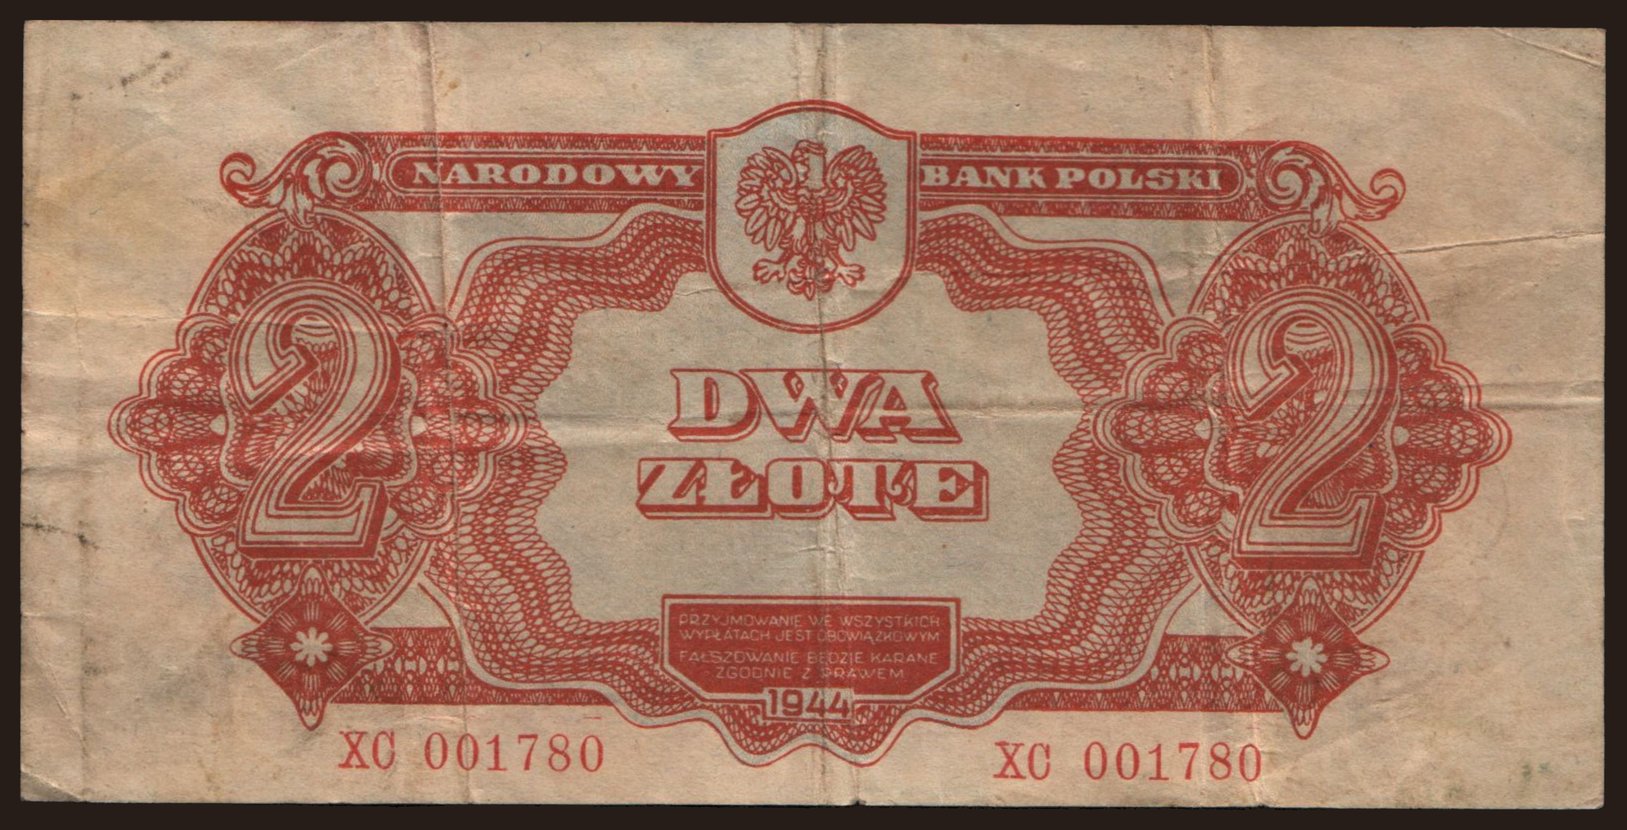 NARODOWY BANK POLSKI
2 2
DWA
ZŁOTE
PRZYJMOWANIE WE WSZYSTKICH
WYPŁATACH JEST OBOWIĄZKOWYM
FAŁSZOWANIE BĘDZIE KARANE
ZGODNIE Z PRAWEM
1944
XC 001780 XC 001780